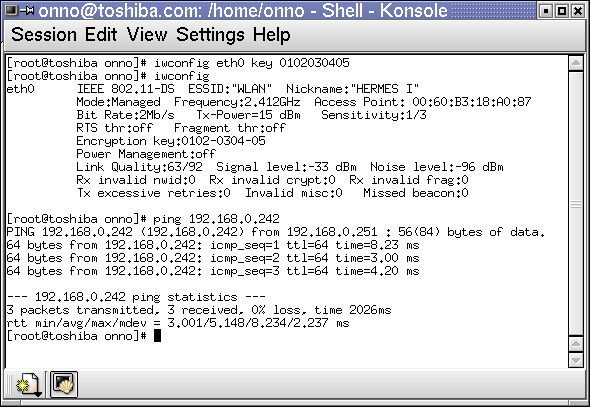 onno@toshiba.com: /home/onno - Shell - Konsole
Session Edit View Settings Help
[root@toshiba onno]# iwconfig eth0 key 0102030405
[root@toshiba onno]# iwconfig
eth0 IEEE 802.11-DS ESSID:"WLAN" Nickname:"HERMES I"
Mode:Managed Frequency:2.412GHz Access Point: 00:60:B3:18:A0:87
Bit Rate:2Mb/s Tx-Power=15 dBm Sensitivity:1/3
RTS thr:off Fragment thr:off
Encryption key:0102-0304-05
Power Management:off
Link Quality:63/92 Signal level:-33 dBm Noise level:-96 dBm
Rx invalid nwid:0 Rx invalid crypt:0 Rx invalid frag:0
Tx excessive retries:0 Invalid misc:0 Missed beacon:0
[root@toshiba onno]# ping 192.168.0.242
PING 192.168.0.242 (192.168.0.242) from 192.168.0.251 : 56(84) bytes of data.
64 bytes from 192.168.0.242: icmp_seq=1 ttl=64 time=8.23 ms
64 bytes from 192.168.0.242: icmp_seq=2 ttl=64 time=3.00 ms
64 bytes from 192.168.0.242: icmp_seq=3 ttl=64 time=4.20 ms
--- 192.168.0.242 ping statistics ---
3 packets transmitted, 3 received, 0% loss, time 2026ms
rtt min/avg/max/mdev = 3.001/5.148/8.234/2.237 ms
[root@toshiba onno]#